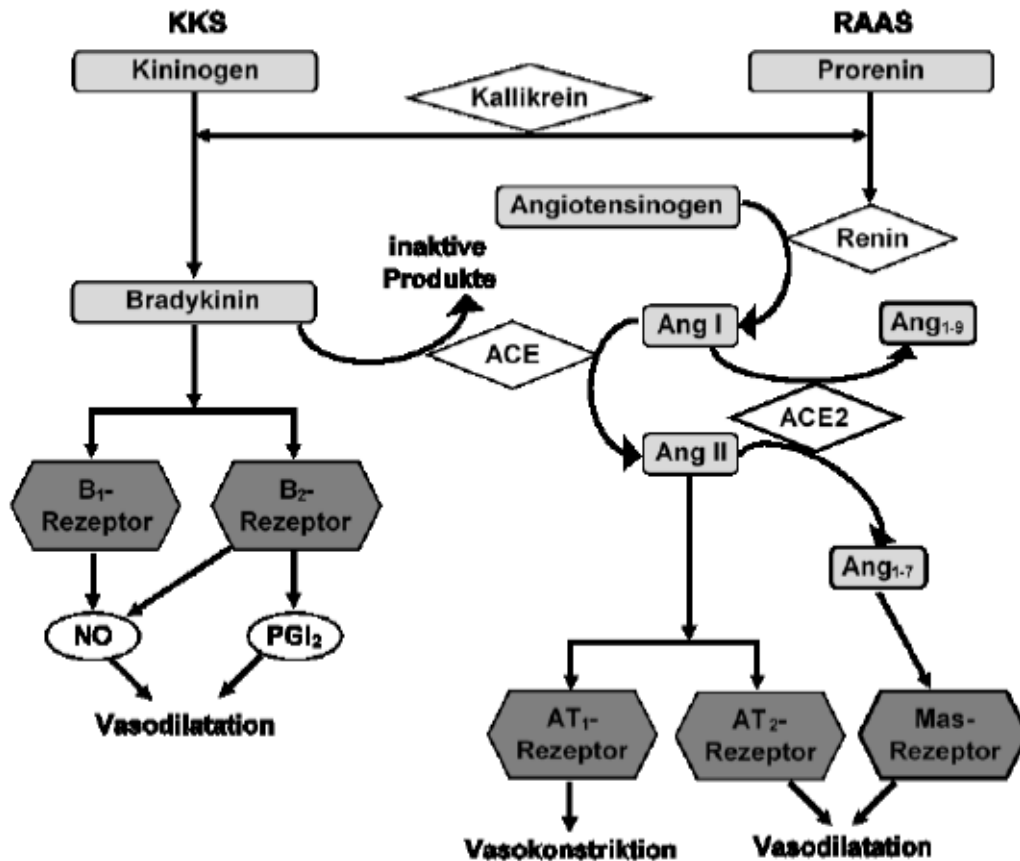 KKS
RAAS
Kininogen
Prorenin
Kallikrein
Angiotensinogen
Renin
inaktive
Produkte
Bradykinin
Ang I
Ang₁₋₉
ACE
ACE2
Ang II
B₁-
Rezeptor
B₂-
Rezeptor
Ang₁₋₇
NO
PGI₂
Vasodilatation
AT₁-
Rezeptor
AT₂-
Rezeptor
Mas-
Rezeptor
Vasokonstriktion
Vasodilatation